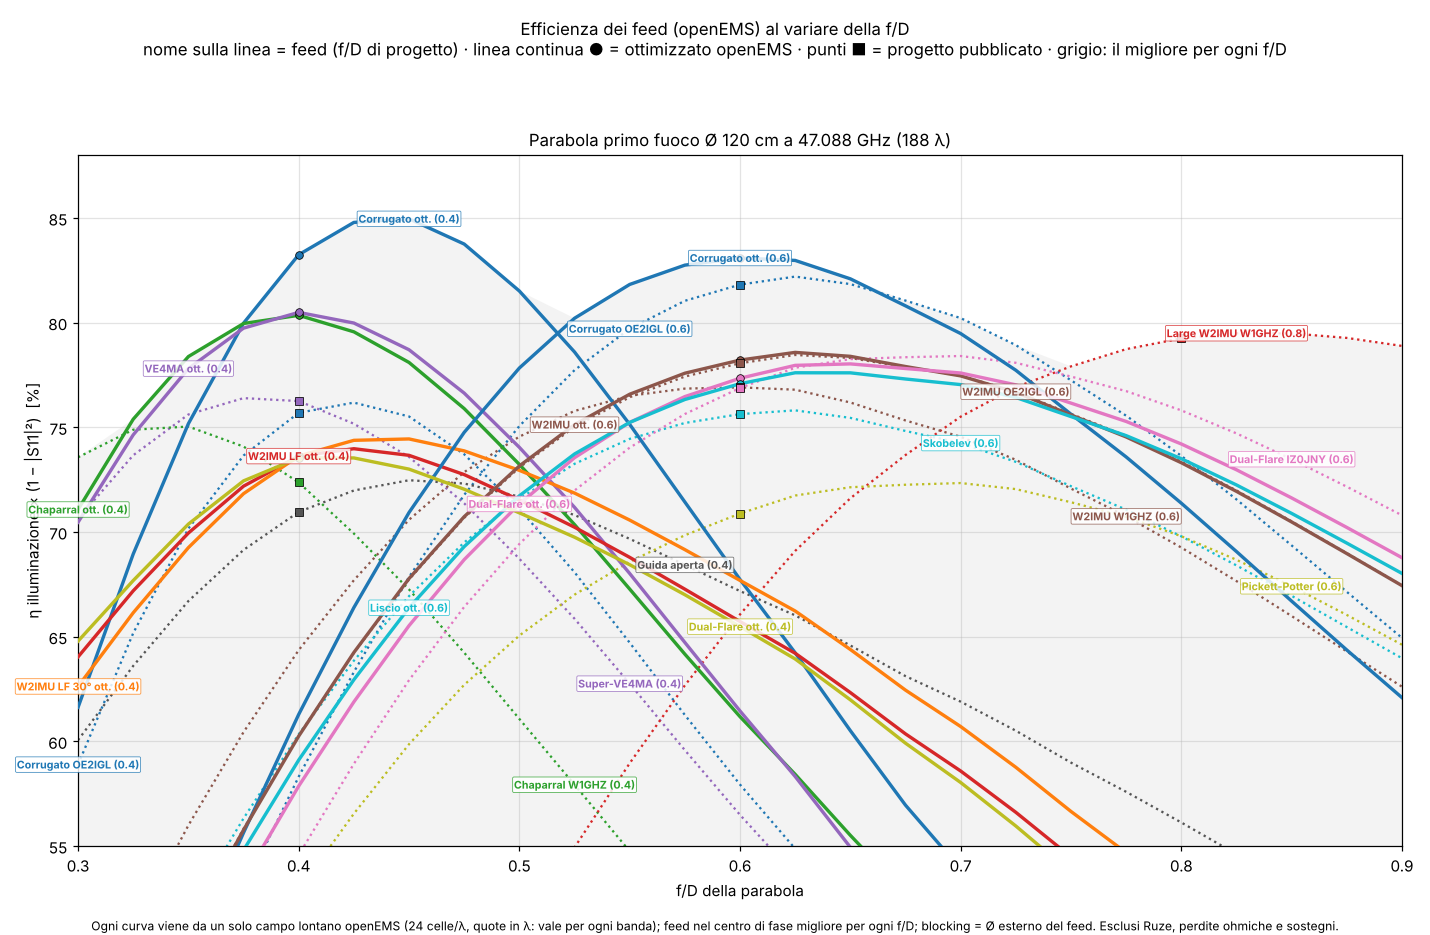 Efficienza dei feed (openEMS) al variare della f/D
nome sulla linea = feed (f/D di progetto) · linea continua ● = ottimizzato openEMS · punti ■ = progetto pubblicato · grigio: il migliore per ogni f/D
Parabola primo fuoco Ø 120 cm a 47.088 GHz (188 λ)
85
80
75
70
65
60
55
0.3
0.4
0.5
0.6
0.7
0.8
0.9
f/D della parabola
η illuminazione × (1 − |S11|²) [%]
Corrugato ott. (0.4)
Corrugato ott. (0.6)
Corrugato OE2IGL (0.6)
Large W2IMU W1GHZ (0.8)
VE4MA ott. (0.4)
W2IMU OE2IGL (0.6)
W2IMU ott. (0.6)
Skobelev (0.6)
W2IMU LF ott. (0.4)
Dual-Flare IZ0JNY (0.6)
Chaparral ott. (0.4)
Dual-Flare ott. (0.6)
W2IMU W1GHZ (0.6)
Guida aperta (0.4)
Pickett-Potter (0.6)
Liscio ott. (0.6)
Dual-Flare ott. (0.4)
W2IMU LF 30° ott. (0.4)
Super-VE4MA (0.4)
Corrugato OE2IGL (0.4)
Chaparral W1GHZ (0.4)
Ogni curva viene da un solo campo lontano openEMS (24 celle/λ, quote in λ: vale per ogni banda); feed nel centro di fase migliore per ogni f/D; blocking = Ø esterno del feed. Esclusi Ruze, perdite ohmiche e sostegni.